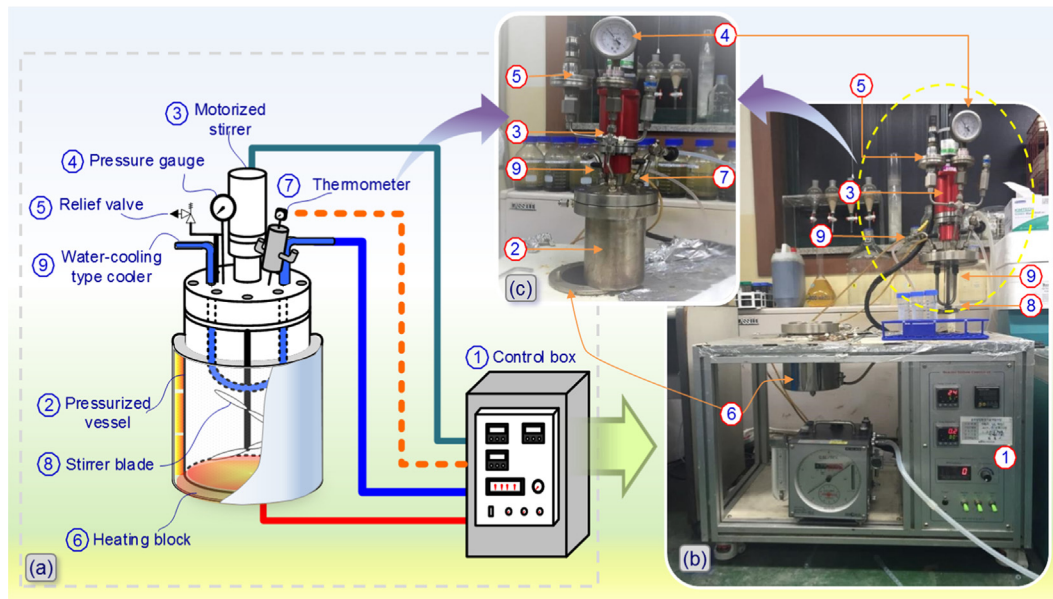 ③ Motorized
stirrer
④ Pressure gauge
⑦ Thermometer
⑤ Relief valve
⑨ Water-cooling
type cooler
① Control box
② Pressurized
vessel
⑧ Stirrer blade
⑥ Heating block
(a)
④
⑤
③
⑨
⑦
②
(c)
⑤
③
⑨
⑨
⑧
⑥
①
(b)